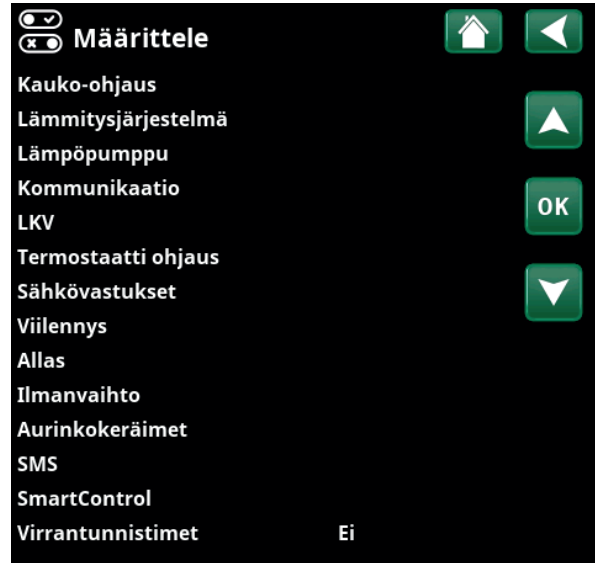 Määrittele
Kauko-ohjaus
Lämmitysjärjestelmä
Lämpöpumppu
Kommunikaatio
OK
LKV
Termostaatti ohjaus
Sähkövastukset
Viilennys
Allas
Ilmanvaihto
Aurinkokeräimet
SMS
SmartControl
Virrantunnistimet Ei